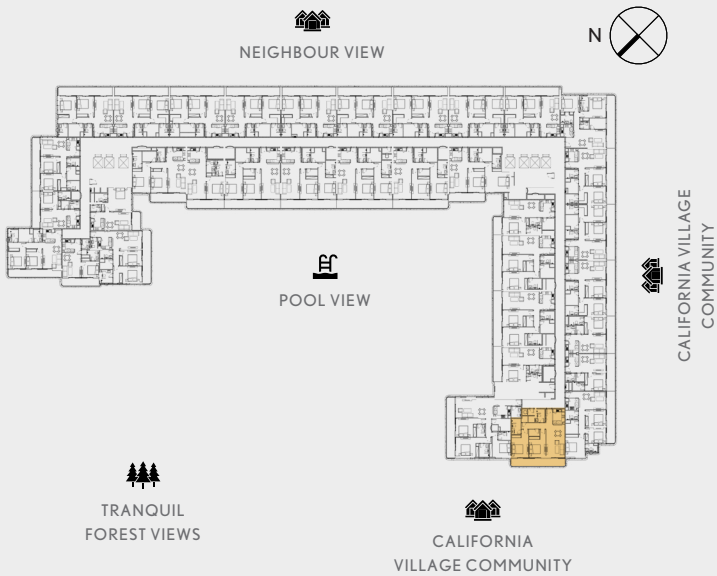 N
NEIGHBOUR VIEW
CALIFORNIA VILLAGE
COMMUNITY
POOL VIEW
TRANQUIL
FOREST VIEWS
CALIFORNIA
VILLAGE COMMUNITY